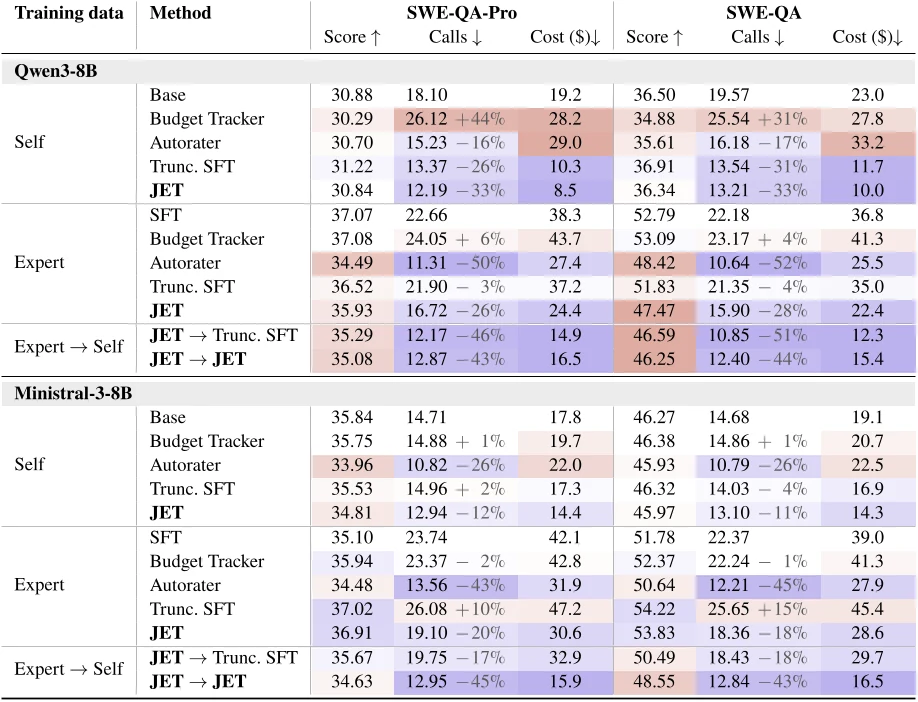 Training data Method SWE-QA-Pro SWE-QA
Score ↑ Calls ↓ Cost ($)↓ Score ↑ Calls ↓ Cost ($)↓
Qwen3-8B
Base 30.88 18.10 19.2 36.50 19.57 23.0
Budget Tracker 30.29 26.12 +44% 28.2 34.88 25.54 +31% 27.8
Self Autorater 30.70 15.23 −16% 29.0 35.61 16.18 −17% 33.2
Trunc. SFT 31.22 13.37 −26% 10.3 36.91 13.54 −31% 11.7
JET 30.84 12.19 −33% 8.5 36.34 13.21 −33% 10.0
SFT 37.07 22.66 38.3 52.79 22.18 36.8
Budget Tracker 37.08 24.05 + 6% 43.7 53.09 23.17 + 4% 41.3
Expert Autorater 34.49 11.31 −50% 27.4 48.42 10.64 −52% 25.5
Trunc. SFT 36.52 21.90 − 3% 37.2 51.83 21.35 − 4% 35.0
JET 35.93 16.72 −26% 24.4 47.47 15.90 −28% 22.4
Expert → Self JET → Trunc. SFT 35.29 12.17 −46% 14.9 46.59 10.85 −51% 12.3
JET → JET 35.08 12.87 −43% 16.5 46.25 12.40 −44% 15.4
Ministral-3-8B
Base 35.84 14.71 17.8 46.27 14.68 19.1
Budget Tracker 35.75 14.88 + 1% 19.7 46.38 14.86 + 1% 20.7
Self Autorater 33.96 10.82 −26% 22.0 45.93 10.79 −26% 22.5
Trunc. SFT 35.53 14.96 + 2% 17.3 46.32 14.03 − 4% 16.9
JET 34.81 12.94 −12% 14.4 45.97 13.10 −11% 14.3
SFT 35.10 23.74 42.1 51.78 22.37 39.0
Budget Tracker 35.94 23.37 − 2% 42.8 52.37 22.24 − 1% 41.3
Expert Autorater 34.48 13.56 −43% 31.9 50.64 12.21 −45% 27.9
Trunc. SFT 37.02 26.08 +10% 47.2 54.22 25.65 +15% 45.4
JET 36.91 19.10 −20% 30.6 53.83 18.36 −18% 28.6
Expert → Self JET → Trunc. SFT 35.67 19.75 −17% 32.9 50.49 18.43 −18% 29.7
JET → JET 34.63 12.95 −45% 15.9 48.55 12.84 −43% 16.5